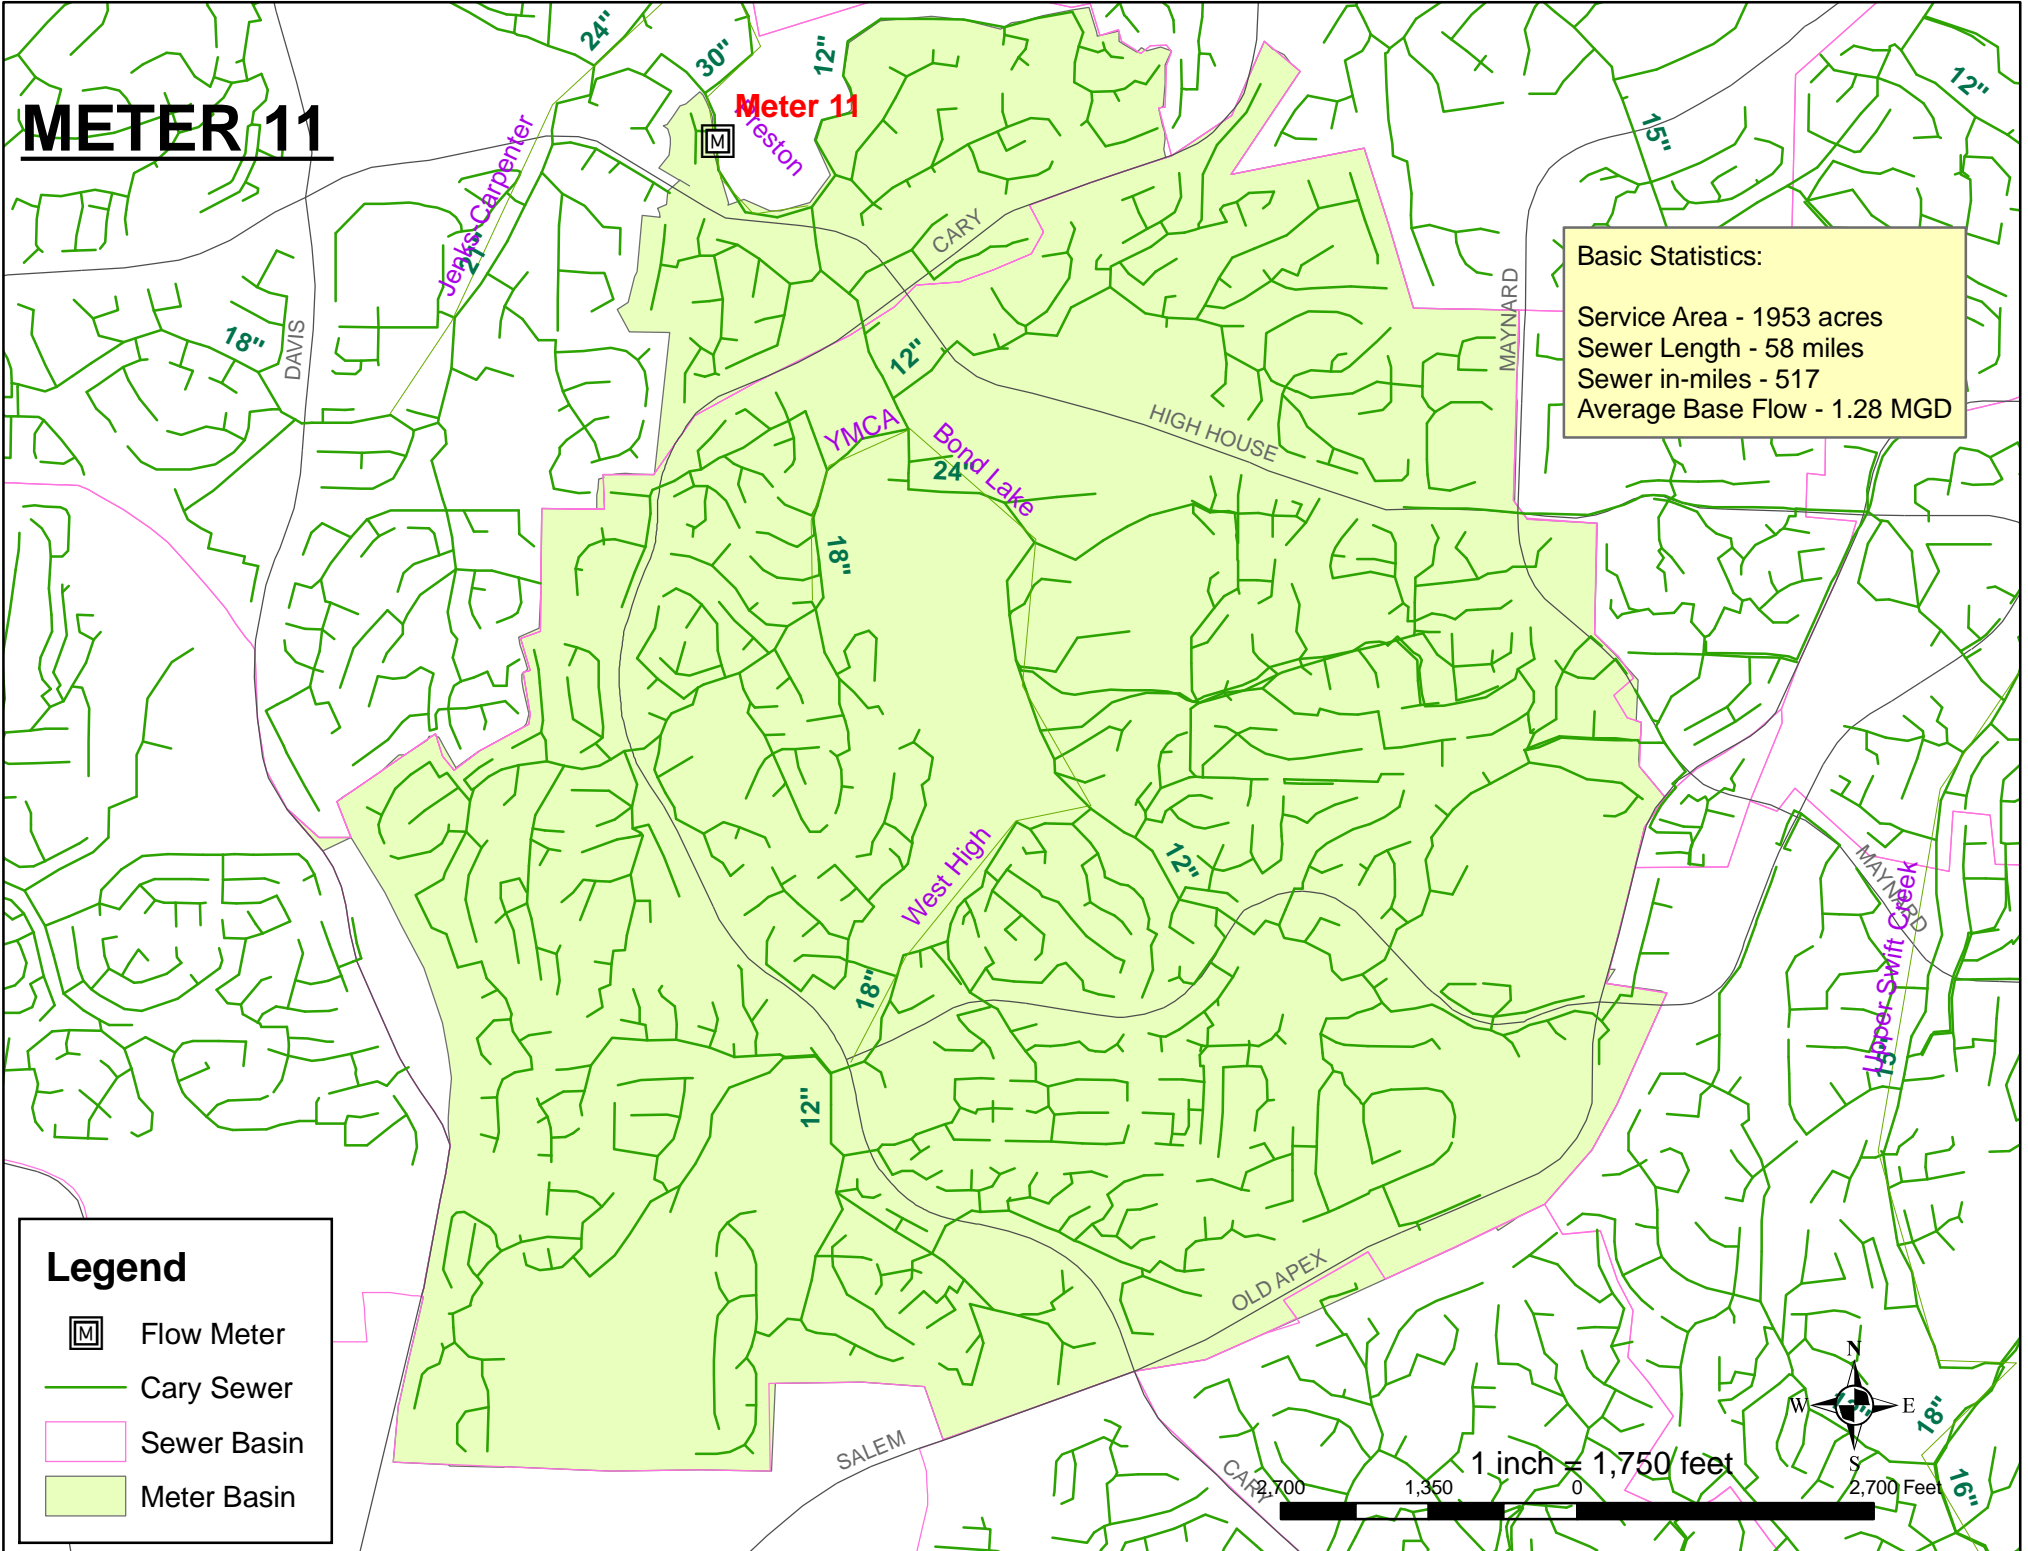 METER 11
24"
30"
12"
Meter 11
Preston
Jenks-Carpenter
21"
18"
DAVIS
CARY
12"
YMCA
Bond Lake
24"
HIGH HOUSE
MAYNARD
15"
12"
Basic Statistics:
Service Area - 1953 acres
Sewer Length - 58 miles
Sewer in-miles - 517
Average Base Flow - 1.28 MGD
18"
West High
12"
18"
12"
MAYNARD
Upper Swift Creek
15"
OLD APEX
SALEM
CARY
Legend
M
Flow Meter
Cary Sewer
Sewer Basin
Meter Basin
M
N
W
E
S
18"
16"
1 inch = 1,750 feet
2,700
1,350
0
2,700 Feet